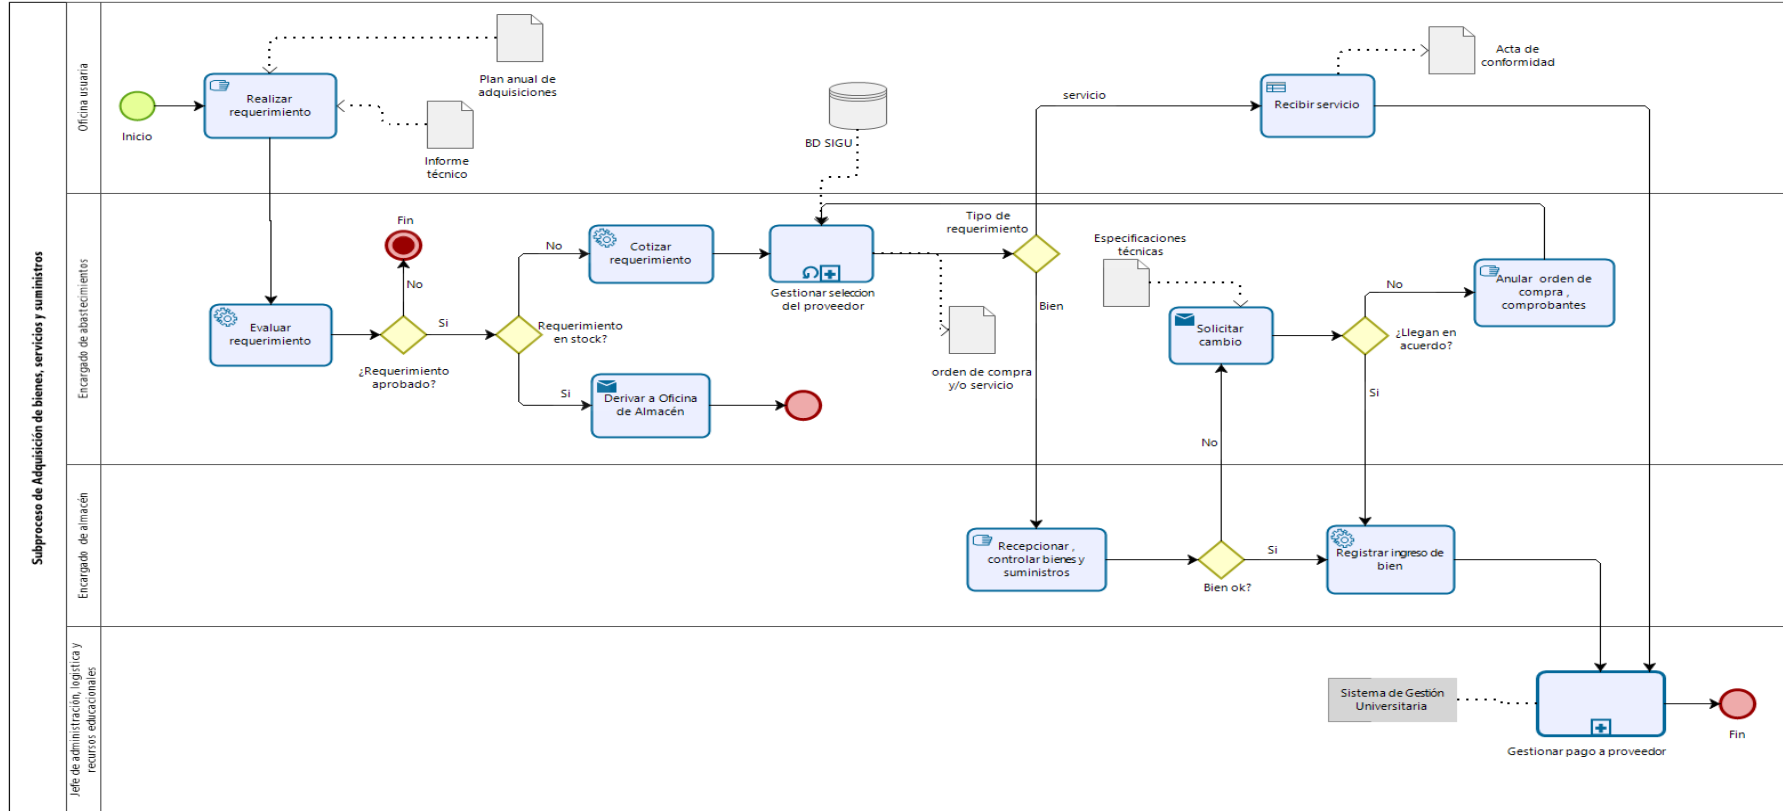 Subproceso de Adquisición de bienes, servicios y suministros
Oficina usuaria
Inicio
Realizar
requerimiento
Plan anual de
adquisiciones
Informe
técnico
BD SIGU
servicio
Recibir servicio
Acta de
conformidad
Encargado de abastecimientos
Evaluar
requerimiento
Fin
No
¿Requerimiento
aprobado?
Si
Requerimiento
en stock?
No
Cotizar
requerimiento
Si
Derivar a Oficina
de Almacén
Gestionar seleccion
del proveedor
orden de compra
y/o servicio
Tipo de
requerimiento
Bien
Especificaciones
técnicas
Solicitar
cambio
No
¿Llegan en
acuerdo?
No
Anular orden de
compra ,
comprobantes
Si
Encargado de almacén
Recepcionar ,
controlar bienes y
suministros
Bien ok?
Si
Registrar ingreso de
bien
Jefe de administración, logística y
recursos educacionales
Sistema de Gestión
Universitaria
Gestionar pago a proveedor
Fin